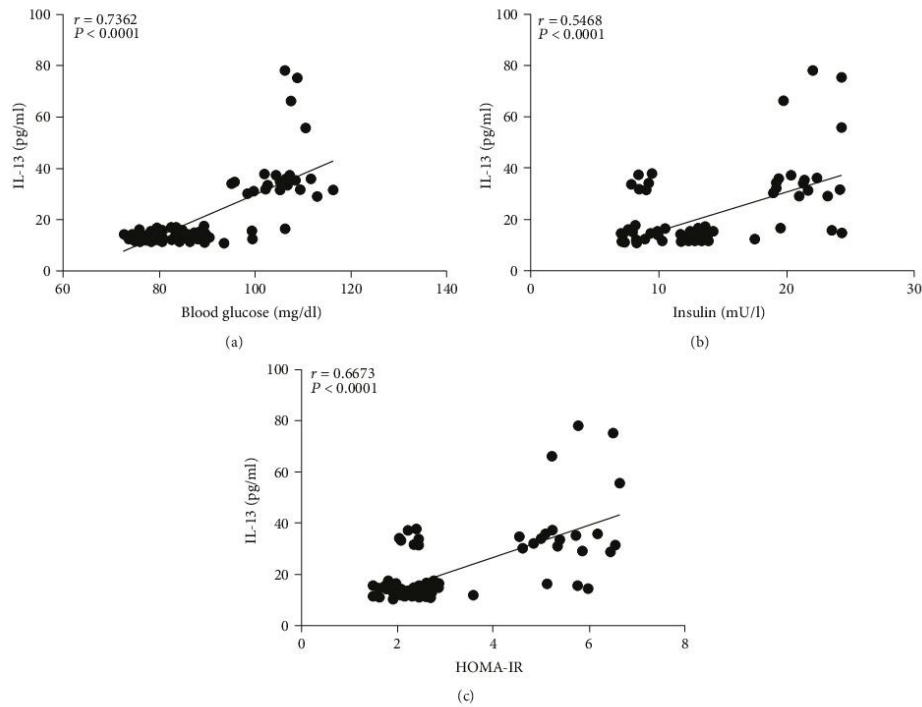 r = 0.7362
P < 0.0001
100
80
60
40
20
0
IL-13 (pg/ml)
60
80
100
120
140
Blood glucose (mg/dl)
(a)
r = 0.5468
P < 0.0001
100
80
60
40
20
0
IL-13 (pg/ml)
0
10
20
30
Insulin (mU/l)
(b)
r = 0.6673
P < 0.0001
100
80
60
40
20
0
IL-13 (pg/ml)
0
2
4
6
8
HOMA-IR
(c)